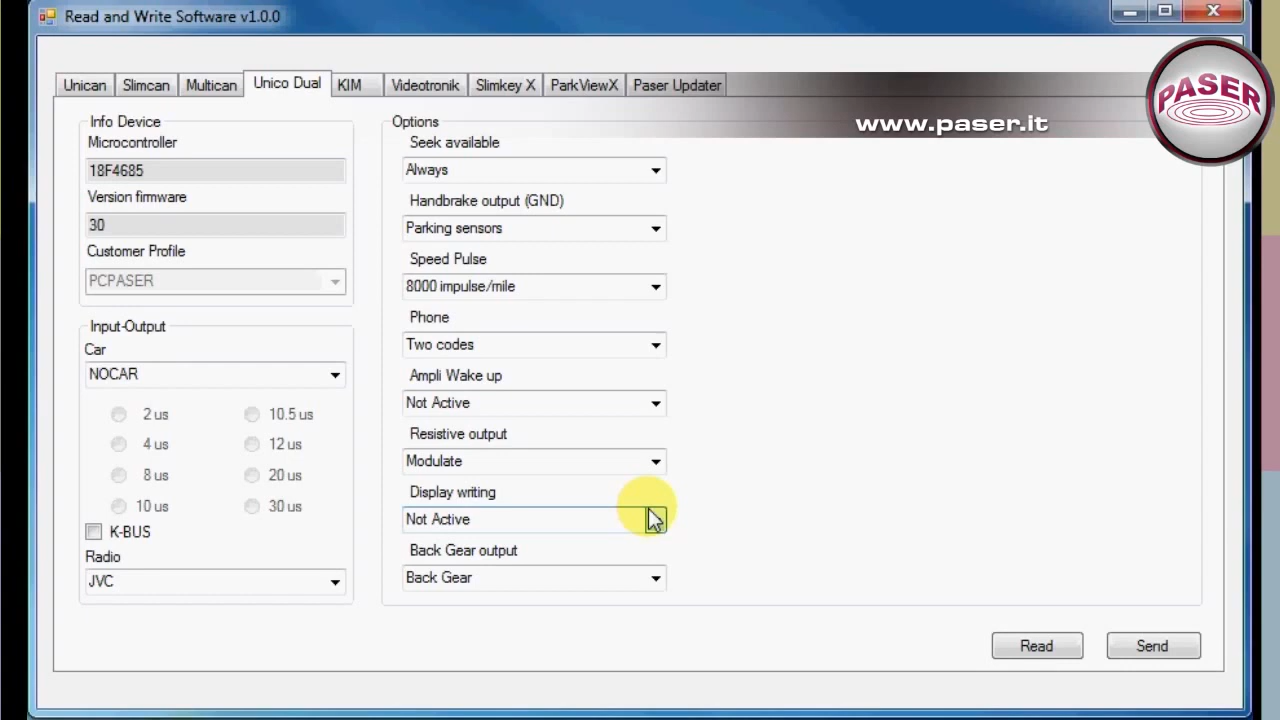 Read and Write Software v1.0.0
Unican Slimcan Multican Unico Dual KIM Videotronik Slimkey X ParkViewX Paser Updater
PASER
www.paser.it
Info Device
Microcontroller
18F4685
Version firmware
30
Customer Profile
PCPASER
Input-Output
Car
NOCAR
2 us 10.5 us
4 us 12 us
8 us 20 us
10 us 30 us
K-BUS
Radio
JVC
Options
Seek available
Always
Handbrake output (GND)
Parking sensors
Speed Pulse
8000 impulse/mile
Phone
Two codes
Ampli Wake up
Not Active
Resistive output
Modulate
Display writing
Not Active
Back Gear output
Back Gear
Read Send